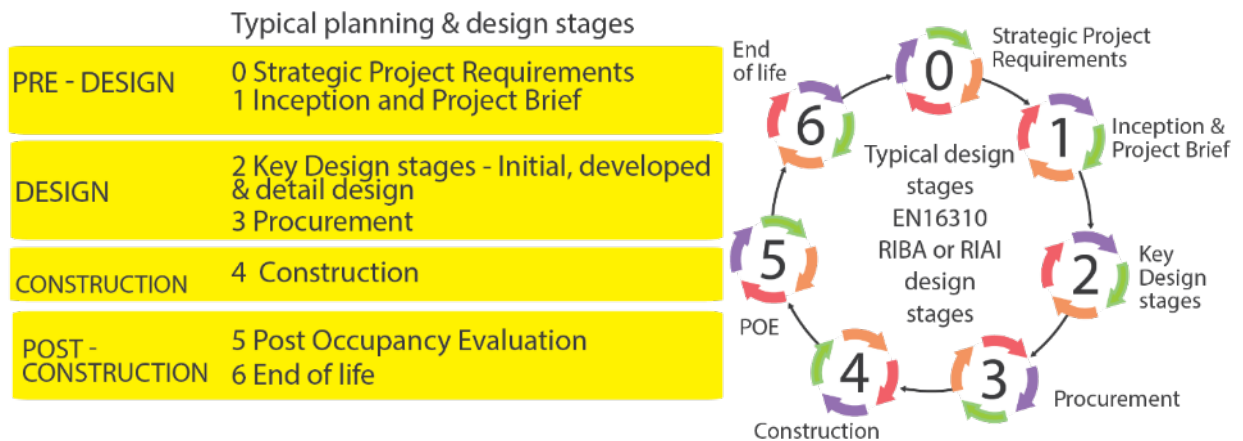 Typical planning & design stages
PRE - DESIGN
0 Strategic Project Requirements
1 Inception and Project Brief
DESIGN
2 Key Design stages - Initial, developed
& detail design
3 Procurement
CONSTRUCTION
4 Construction
POST -
CONSTRUCTION
5 Post Occupancy Evaluation
6 End of life
0
Strategic Project
Requirements
1
Inception &
Project Brief
2
Key
Design
stages
3
Procurement
4
Construction
5
POE
6
End
of life
Typical design
stages
EN16310
RIBA or RIAI
design
stages